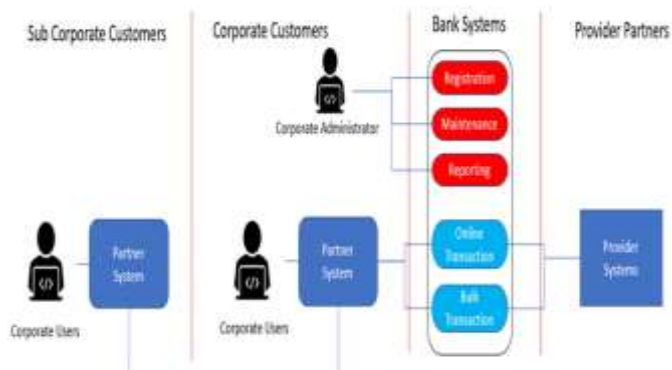 Sub Corporate Customers
Corporate Customers
Bank Systems
Provider Partners
Registration
Maintenance
Reporting
Corporate Administrator
Partner
System
Corporate Users
Partner
System
Corporate Users
Online
Transaction
Bulk
Transaction
Provider
Systems